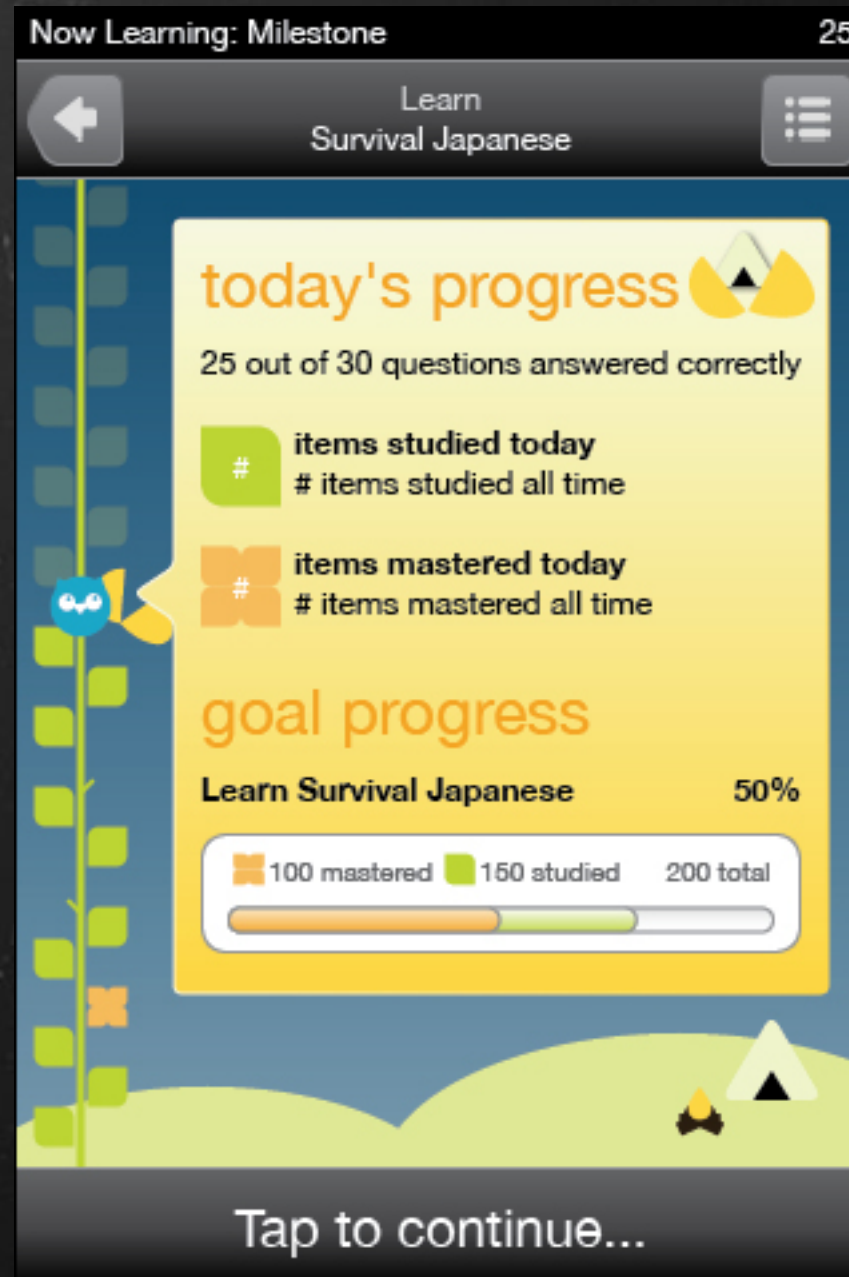 Now Learning: Milestone 25
Learn
Survival Japanese
today's progress
25 out of 30 questions answered correctly
# items studied today
# items studied all time
# items mastered today
# items mastered all time
goal progress
Learn Survival Japanese 50%
100 mastered 150 studied 200 total
Tap to continue...